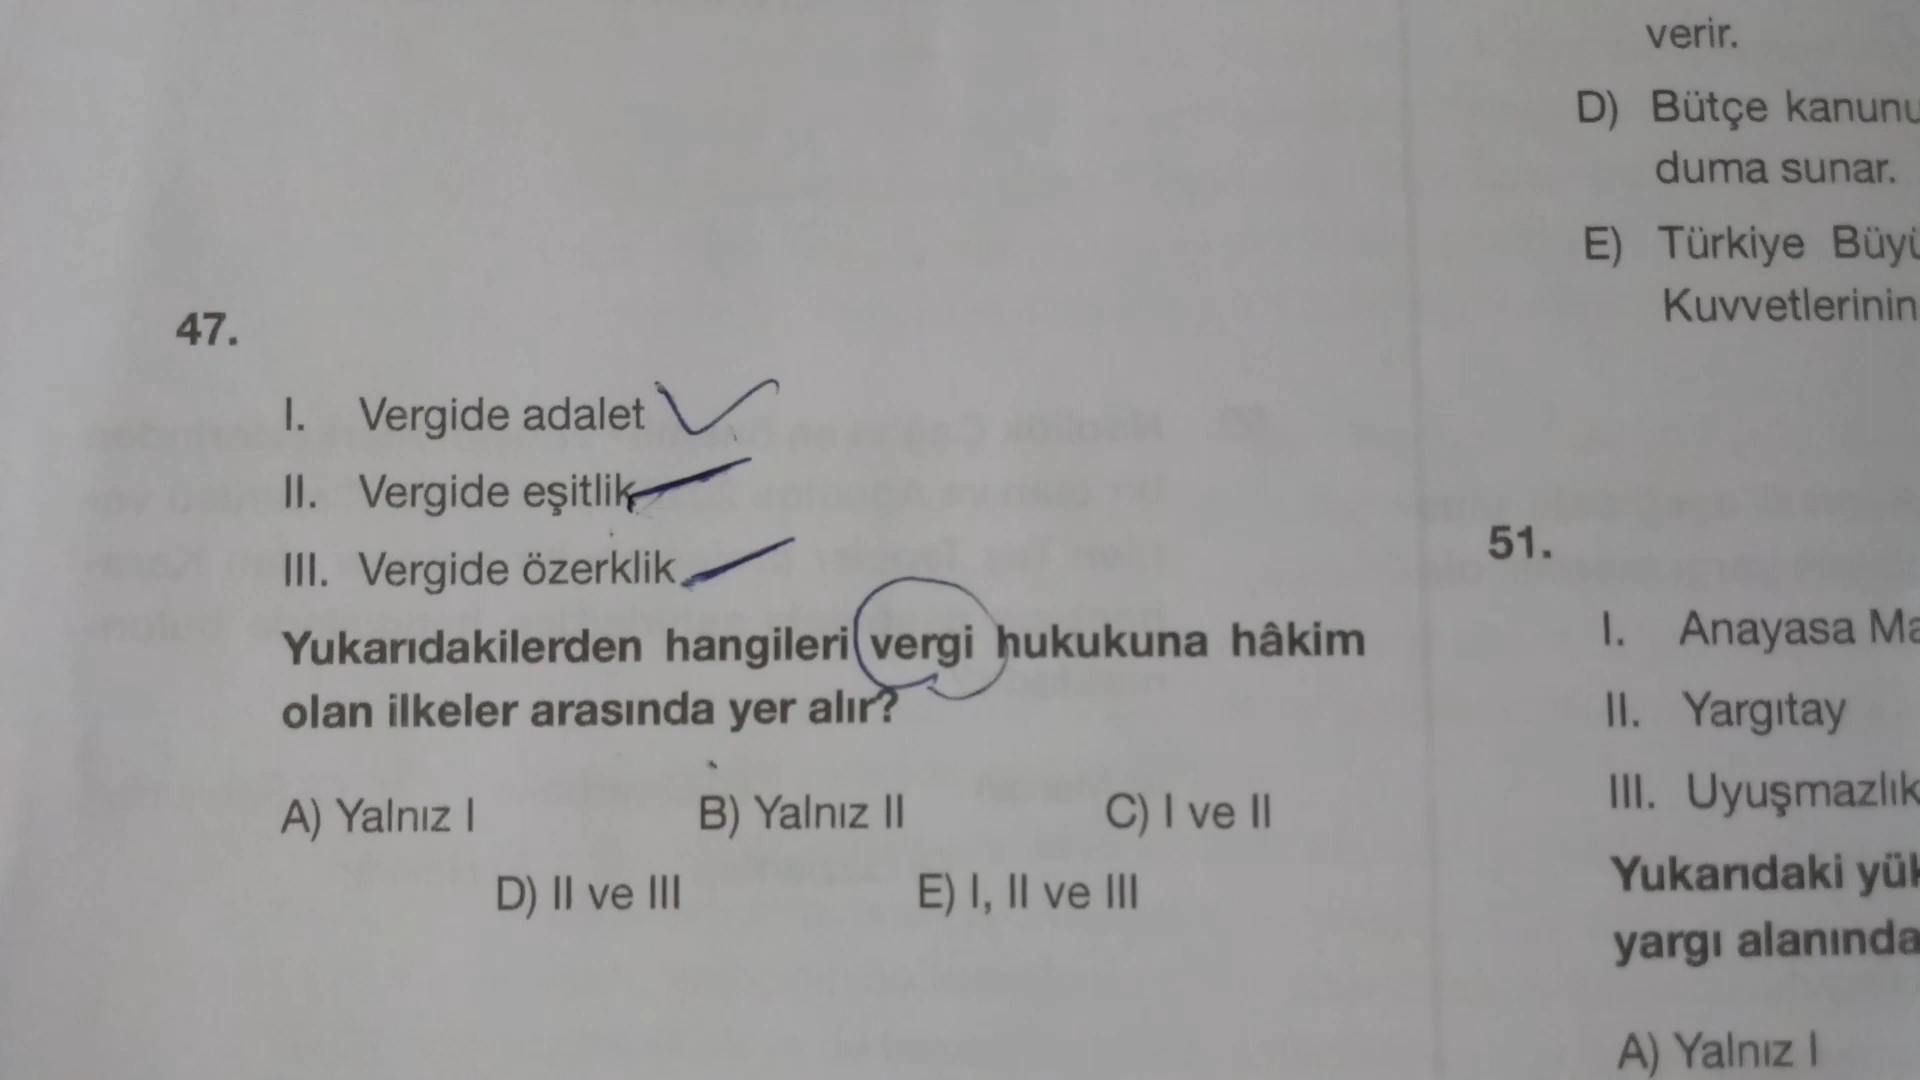 47.
I. Vergide adalet
II. Vergide eşitlik
III. Vergide özerklik
Yukarıdakilerden hangileri vergi hukukuna hâkim
olan ilkeler arasında yer alır?
A) Yalnız I B) Yalnız II C) I ve II
D) II ve III E) I, II ve III
verir.
D) Bütçe kanunu
duma sunar.
E) Türkiye Büyü
Kuvvetlerinin
51.
I. Anayasa Ma
II. Yargıtay
III. Uyuşmazlık
Yukarıdaki yük
yargı alanında
A) Yalnız I